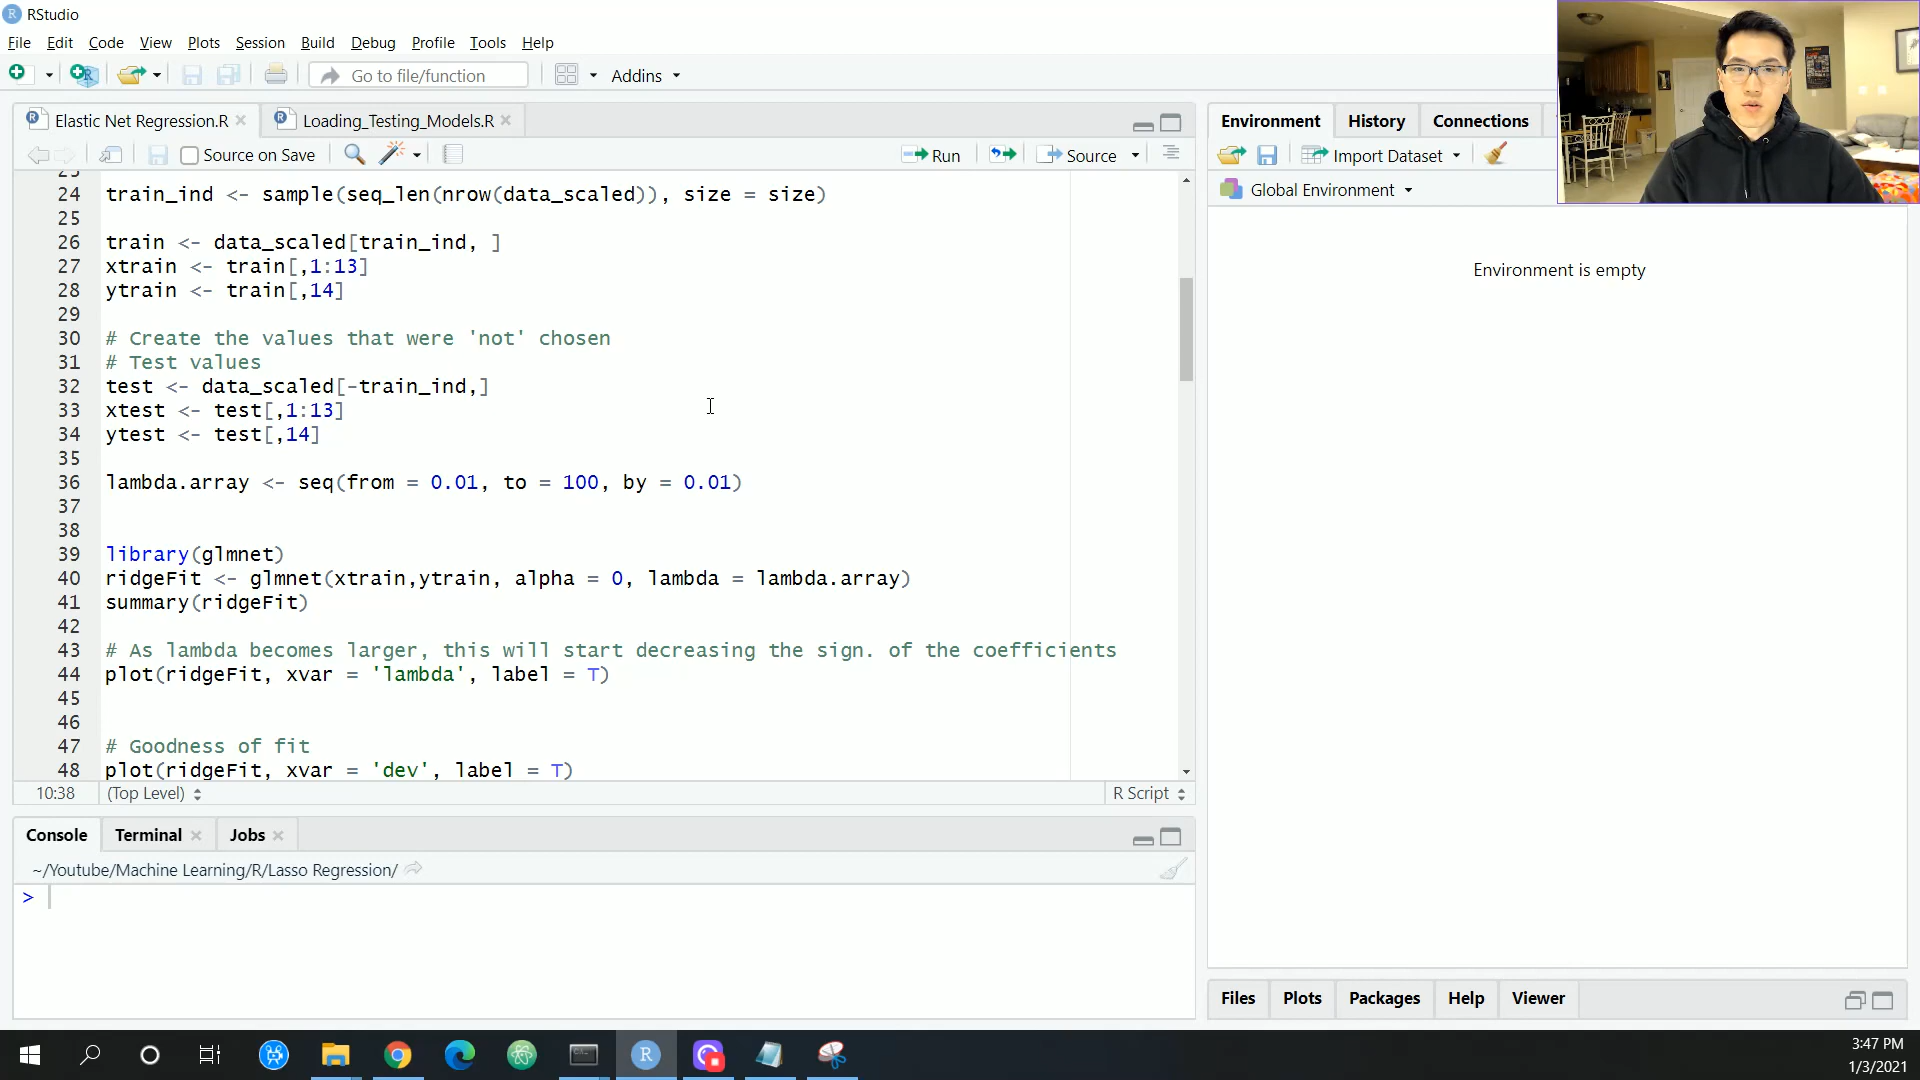 RStudio
File Edit Code View Plots Session Build Debug Profile Tools Help
Go to file/function Addins
Elastic Net Regression.R Loading_Testing_Models.R
Source on Save Run Source
24 train_ind <- sample(seq_len(nrow(data_scaled)), size = size)
25
26 train <- data_scaled[train_ind, ]
27 xtrain <- train[,1:13]
28 ytrain <- train[,14]
29
30 # Create the values that were 'not' chosen
31 # Test values
32 test <- data_scaled[-train_ind,]
33 xtest <- test[,1:13]
34 ytest <- test[,14]
35
36 lambda.array <- seq(from = 0.01, to = 100, by = 0.01)
37
38
39 library(glmnet)
40 ridgeFit <- glmnet(xtrain,ytrain, alpha = 0, lambda = lambda.array)
41 summary(ridgeFit)
42
43 # As lambda becomes larger, this will start decreasing the sign. of the coefficients
44 plot(ridgeFit, xvar = 'lambda', label = T)
45
46
47 # Goodness of fit
48 plot(ridgeFit, xvar = 'dev', label = T)
10:38 (Top Level) R Script
Console Terminal Jobs
~/Youtube/Machine Learning/R/Lasso Regression/
>
Environment History Connections
Import Dataset
Global Environment
Environment is empty
Files Plots Packages Help Viewer
3:47 PM
1/3/2021